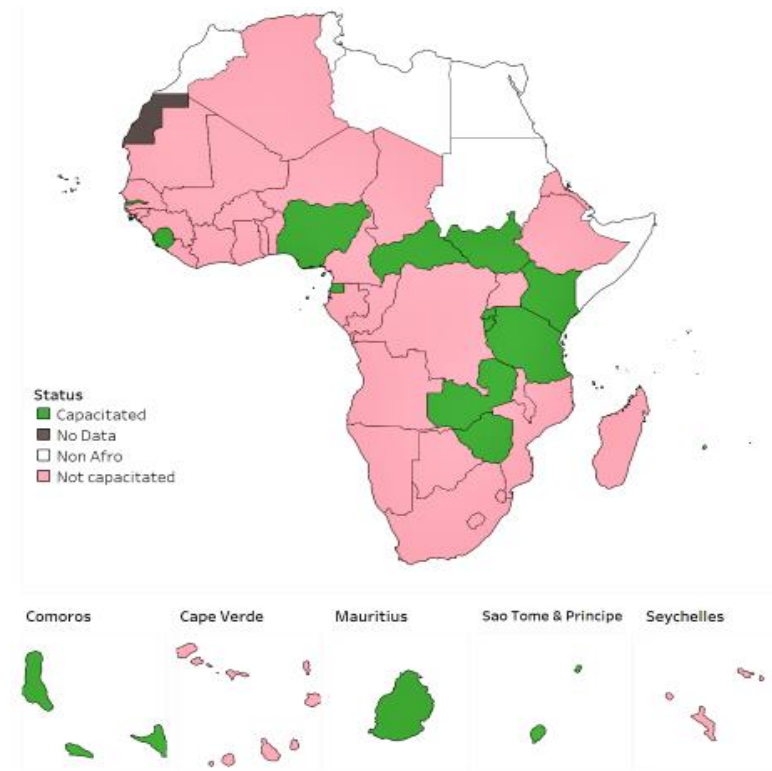 Status
Capacitated
No Data
Non Afro
Not capacitated
Comoros
Cape Verde
Mauritius
Sao Tome & Principe
Seychelles